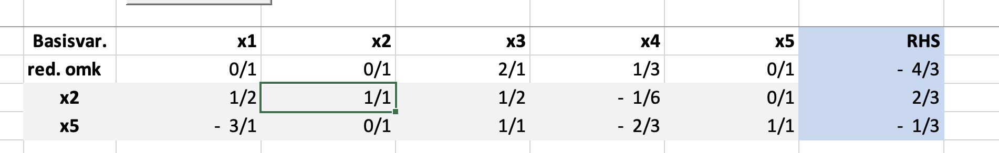 Basisvar. x1 x2 x3 x4 x5 RHS
red. omk 0/1 0/1 2/1 1/3 0/1 - 4/3
x2 1/2 1/1 1/2 - 1/6 0/1 2/3
x5 - 3/1 0/1 1/1 - 2/3 1/1 - 1/3